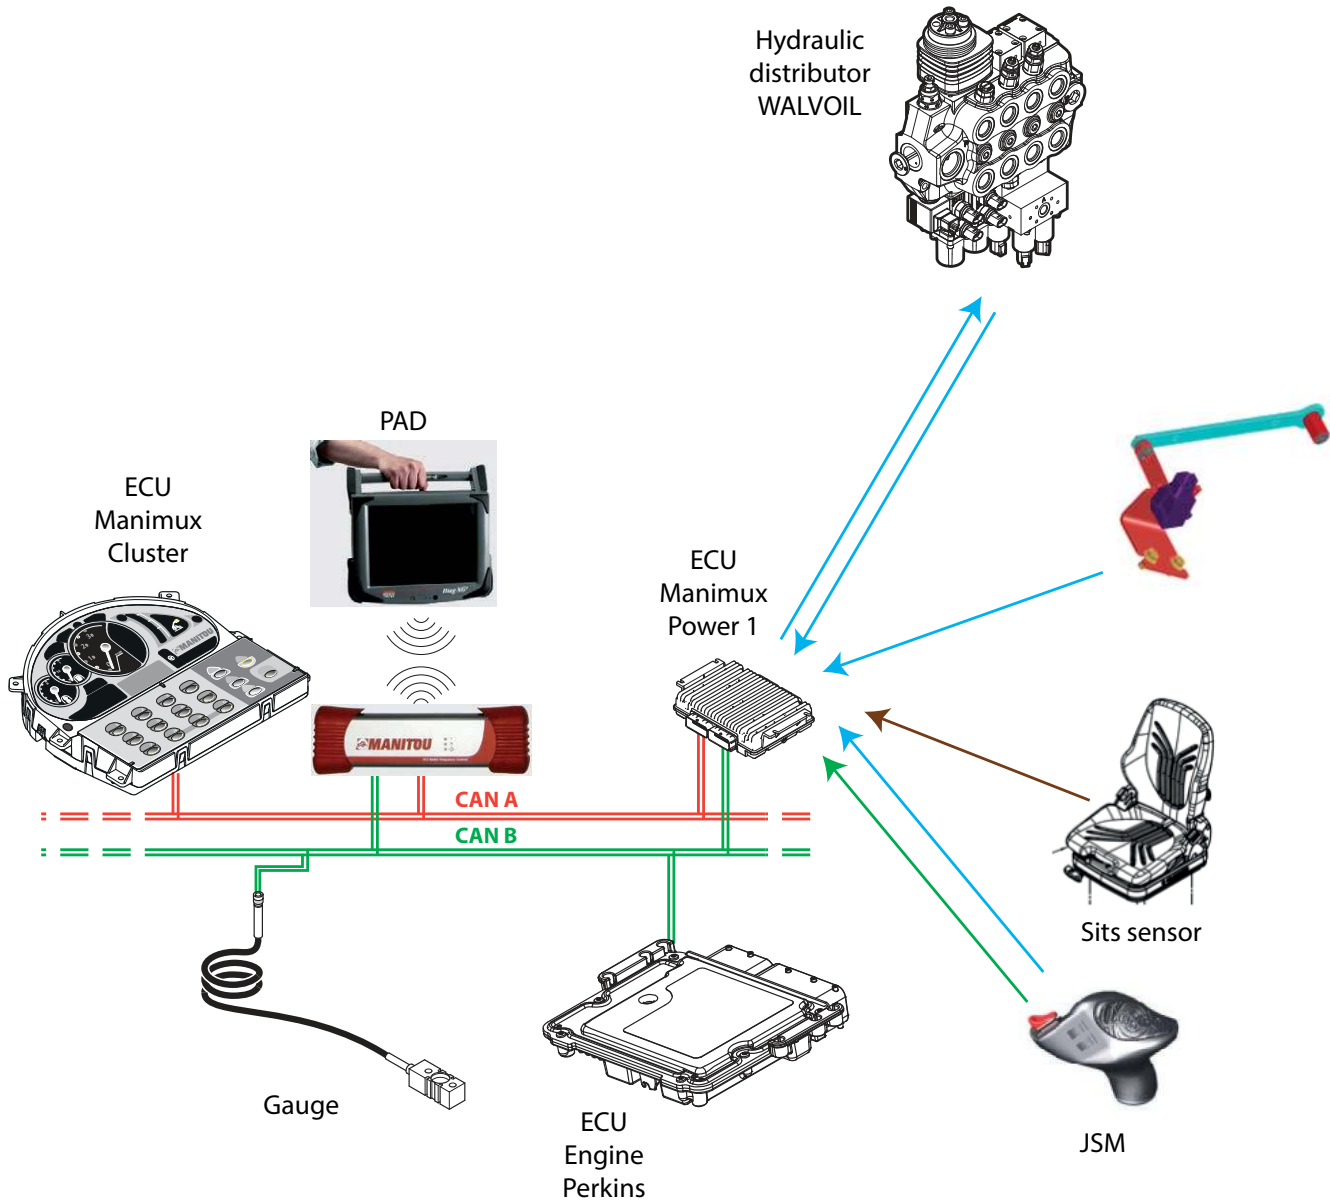 Hydraulic
distributor
WALVOIL
PAD
ECU
Manimux
Cluster
ECU
Manimux
Power 1
MANITOU
MANITOU
CAN A
CAN B
Sits sensor
Gauge
ECU
Engine
Perkins
JSM